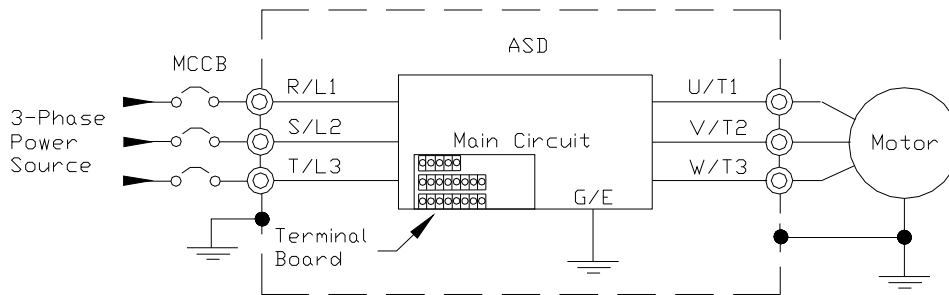 ASD
MCCB
R/L1
U/T1
3-Phase
Power
Source
S/L2
V/T2
Main Circuit
Motor
T/L3
W/T3
G/E
Terminal
Board